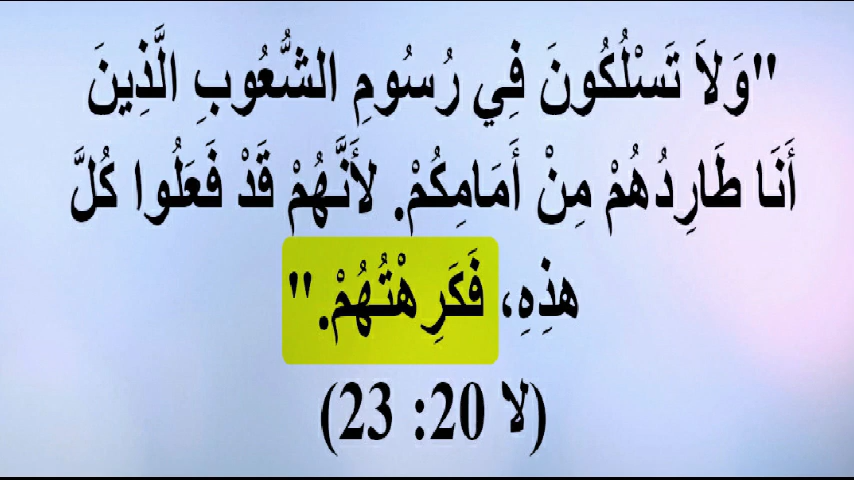 "وَلاَ تَسْلُكُونَ فِي رُسُومِ الشُّعُوبِ الَّذِينَ
أَنَا طَارِدُهُمْ مِنْ أَمَامِكُمْ. لأَنَّهُمْ قَدْ فَعَلُوا كُلَّ
هذِهِ، فَكَرِهْتُهُمْ."
(لا 20: 23)